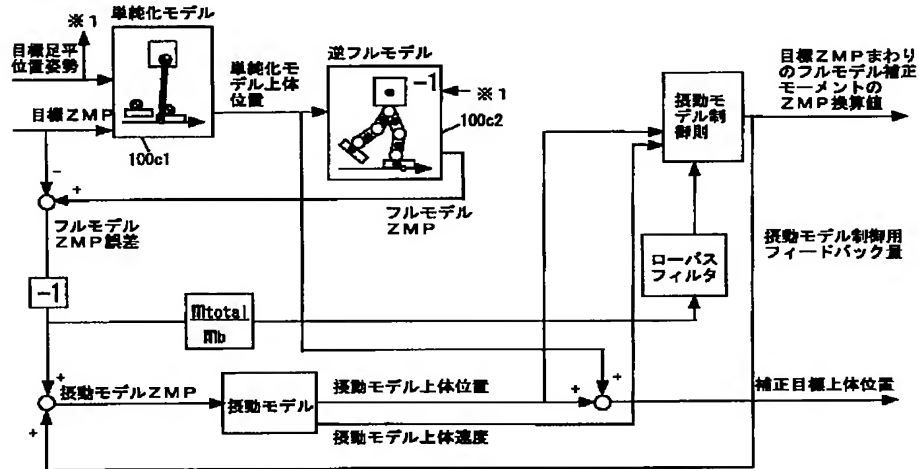 ※1
単純化モデル
目標足平
位置姿勢
目標ZMP
100c1
単純化モ
デル上体
位置
逆フルモデル
-1
※1
100c2
フルモデル
ZMP
摂動モ
デル制
御則
目標ZMPまわり
のフルモデル補正
モーメントの
ZMP換算値
-
+
フルモデル
ZMP誤差
-1
mtotal
mb
ローパス
フィルタ
摂動モデル制御用
フィードバック量
+
+
摂動モデルZMP
摂動モデル
摂動モデル上体位置
摂動モデル上体速度
+
+
補正目標上体位置